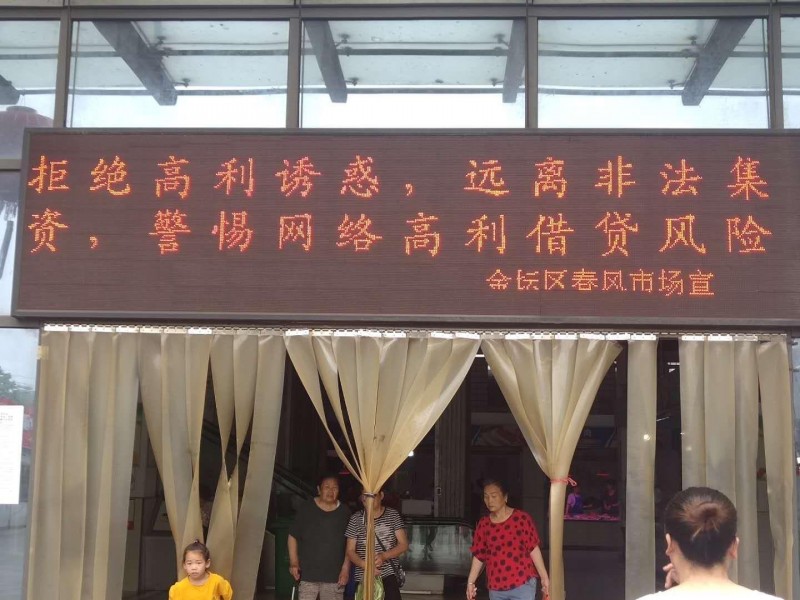 拒绝高利诱惑，远离非法集
资，警惕网络高利借贷风险
金坛区春风市场宣